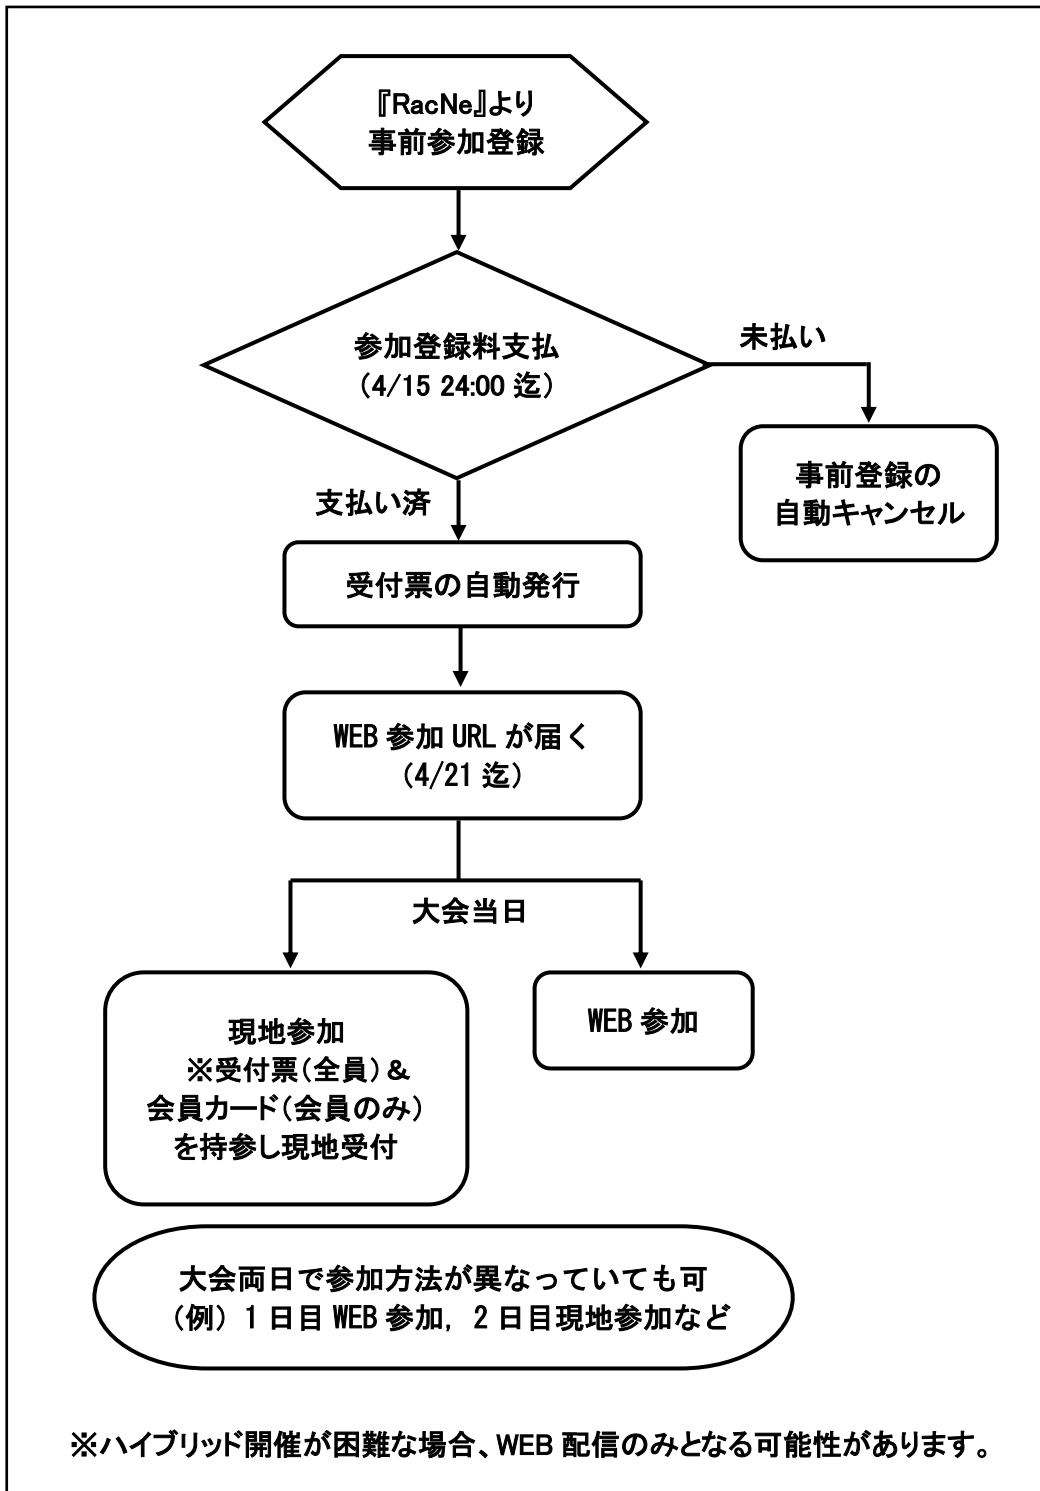 『RacNe』より
事前参加登録
参加登録料支払
（4/15 24:00 迄）
未払い
事前登録の
自動キャンセル
支払い済
受付票の自動発行
WEB 参加 URL が届く
（4/21 迄）
大会当日
現地参加
※受付票（全員）＆
会員カード（会員のみ）
を持参し現地受付
WEB 参加
大会両日で参加方法が異なっていても可
（例）1 日目 WEB 参加，2 日目現地参加など
※ハイブリッド開催が困難な場合、WEB 配信のみとなる可能性があります。